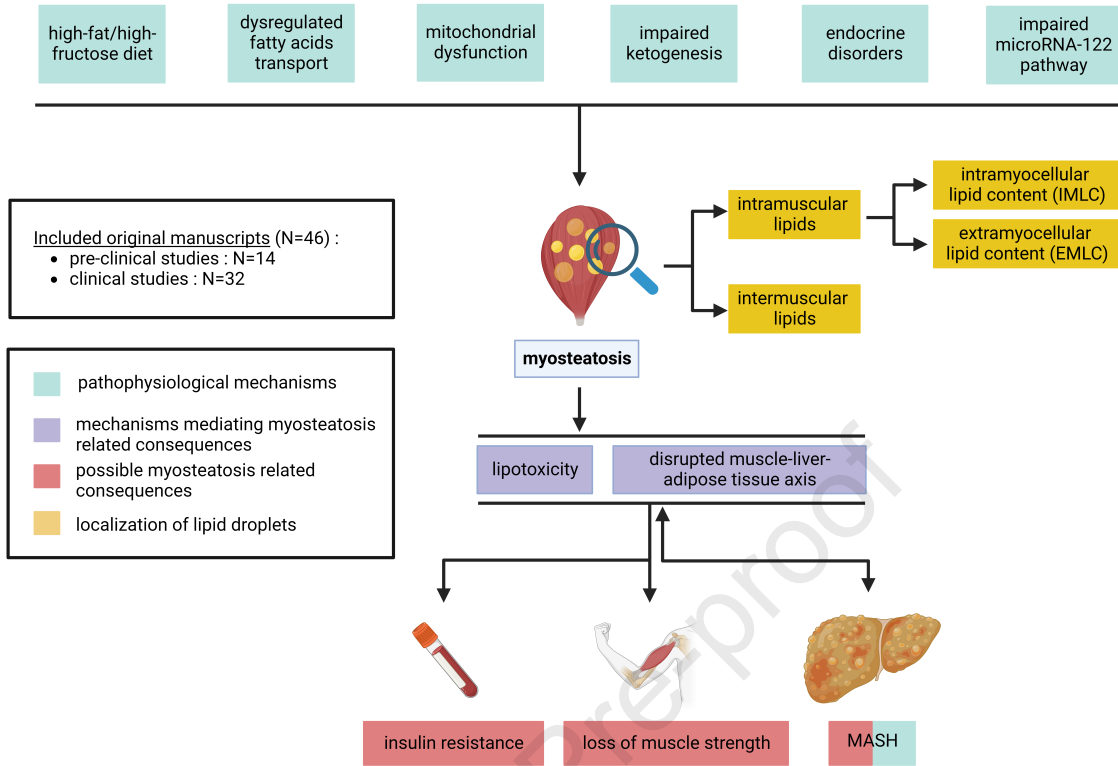 high-fat/high-
fructose diet
dysregulated
fatty acids
transport
mitochondrial
dysfunction
impaired
ketogenesis
endocrine
disorders
impaired
microRNA-122
pathway
Included original manuscripts (N=46) :
• pre-clinical studies : N=14
• clinical studies : N=32
intramuscular
lipids
intramyocellular
lipid content (IMLC)
extramyocellular
lipid content (EMLC)
intermuscular
lipids
myosteatosis
pathophysiological mechanisms
mechanisms mediating myosteatosis
related consequences
possible myosteatosis related
consequences
localization of lipid droplets
lipotoxicity
disrupted muscle-liver-
adipose tissue axis
insulin resistance
loss of muscle strength
MASH
Pre-proof